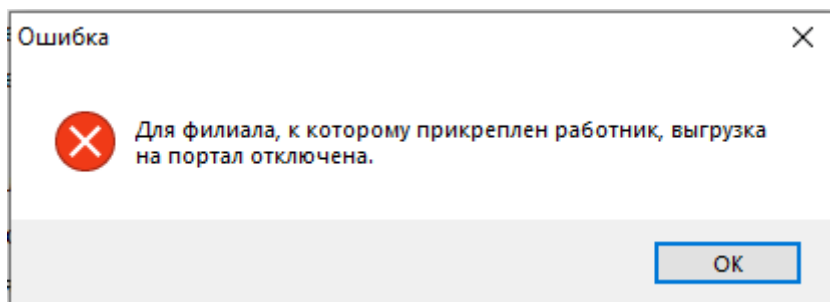 Ошибка
Для филиала, к которому прикреплен работник, выгрузка
на портал отключена.
OK